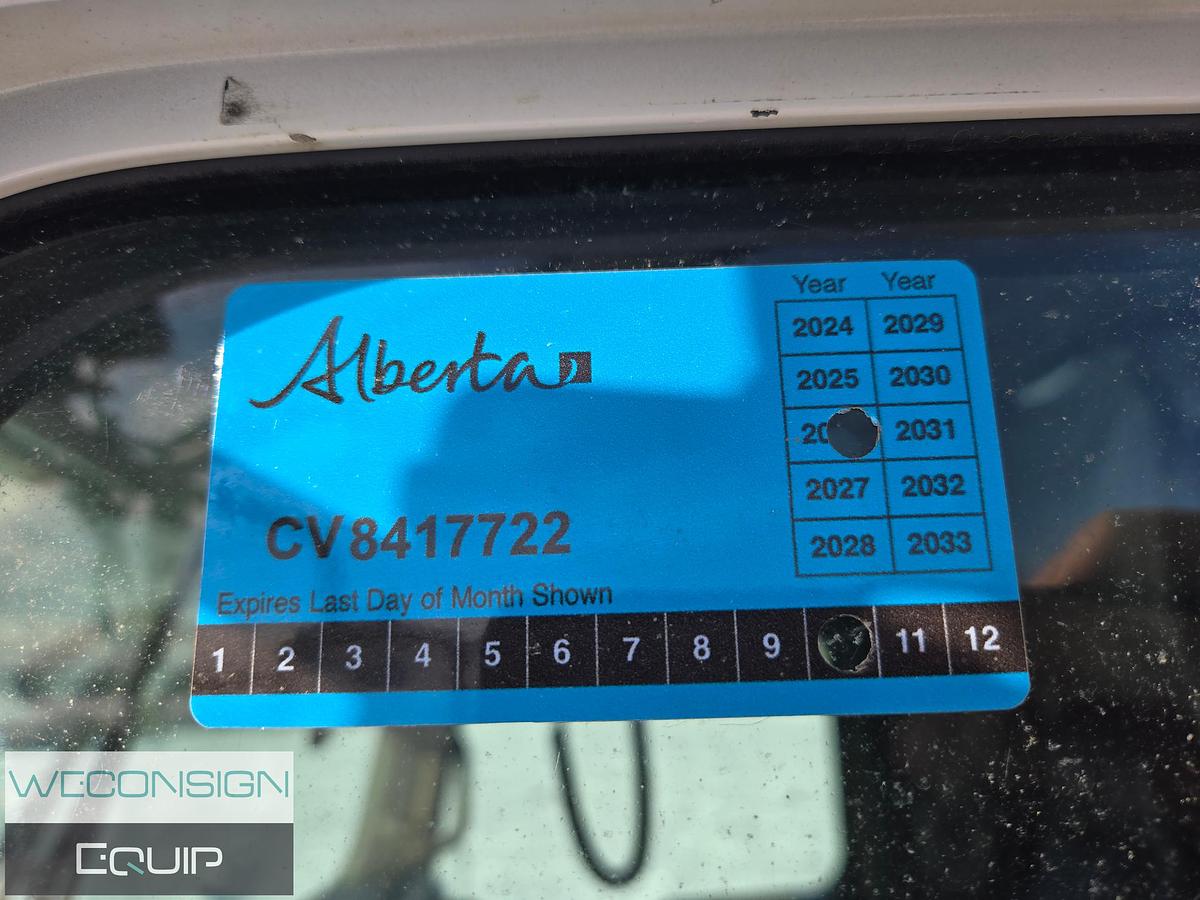 Alberta
CV8417722
Expires Last Day of Month Shown
Year Year
2024 2029
2025 2030
20 2031
2027 2032
2028 2033
1 2 3 4 5 6 7 8 9 11 12
WECONSIGN
EQUIP